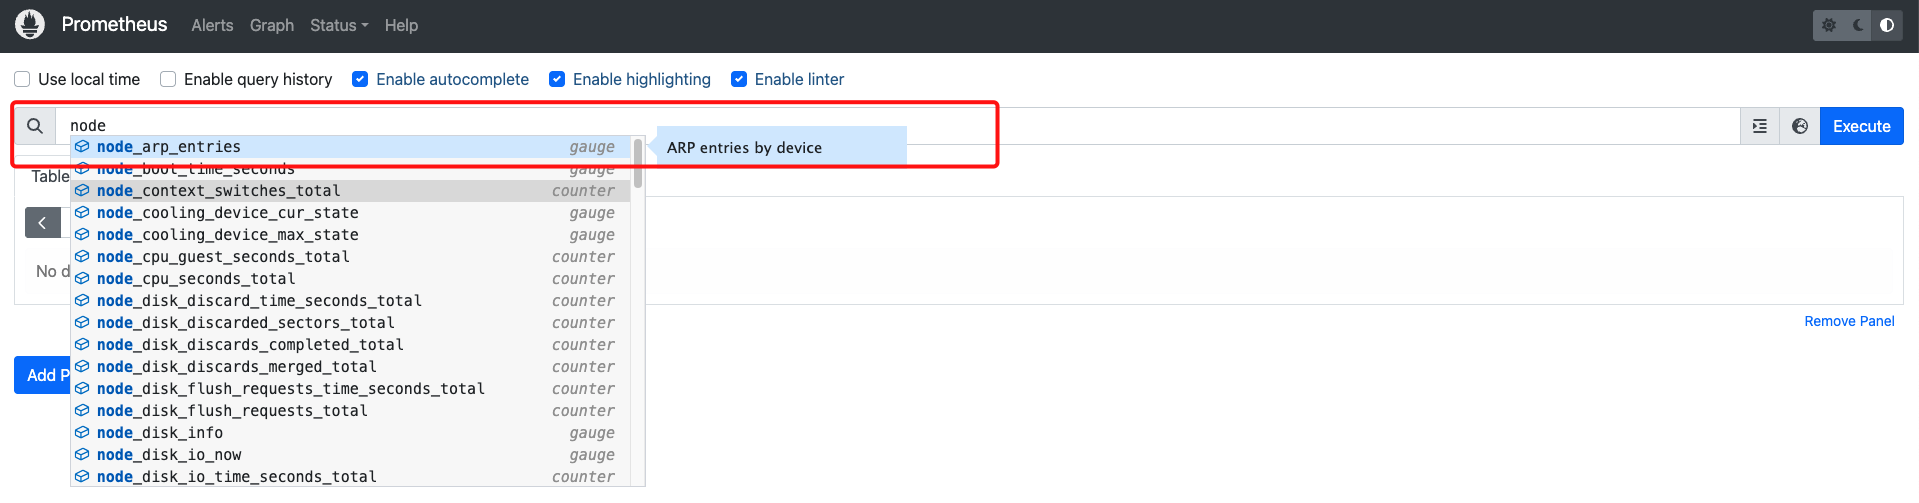 Prometheus Alerts Graph Status Help
Use local time Enable query history Enable autocomplete Enable highlighting Enable linter
node Execute
node_arp_entries gauge ARP entries by device
node_boot_time_seconds gauge
Table
node_context_switches_total counter
node_cooling_device_cur_state gauge
node_cooling_device_max_state gauge
node_cpu_guest_seconds_total counter
No d
node_cpu_seconds_total counter
node_disk_discard_time_seconds_total counter
node_disk_discarded_sectors_total counter Remove Panel
node_disk_discards_completed_total counter
node_disk_discards_merged_total counter
Add P
node_disk_flush_requests_time_seconds_total counter
node_disk_flush_requests_total counter
node_disk_info gauge
node_disk_io_now gauge
node_disk_io_time_seconds_total counter